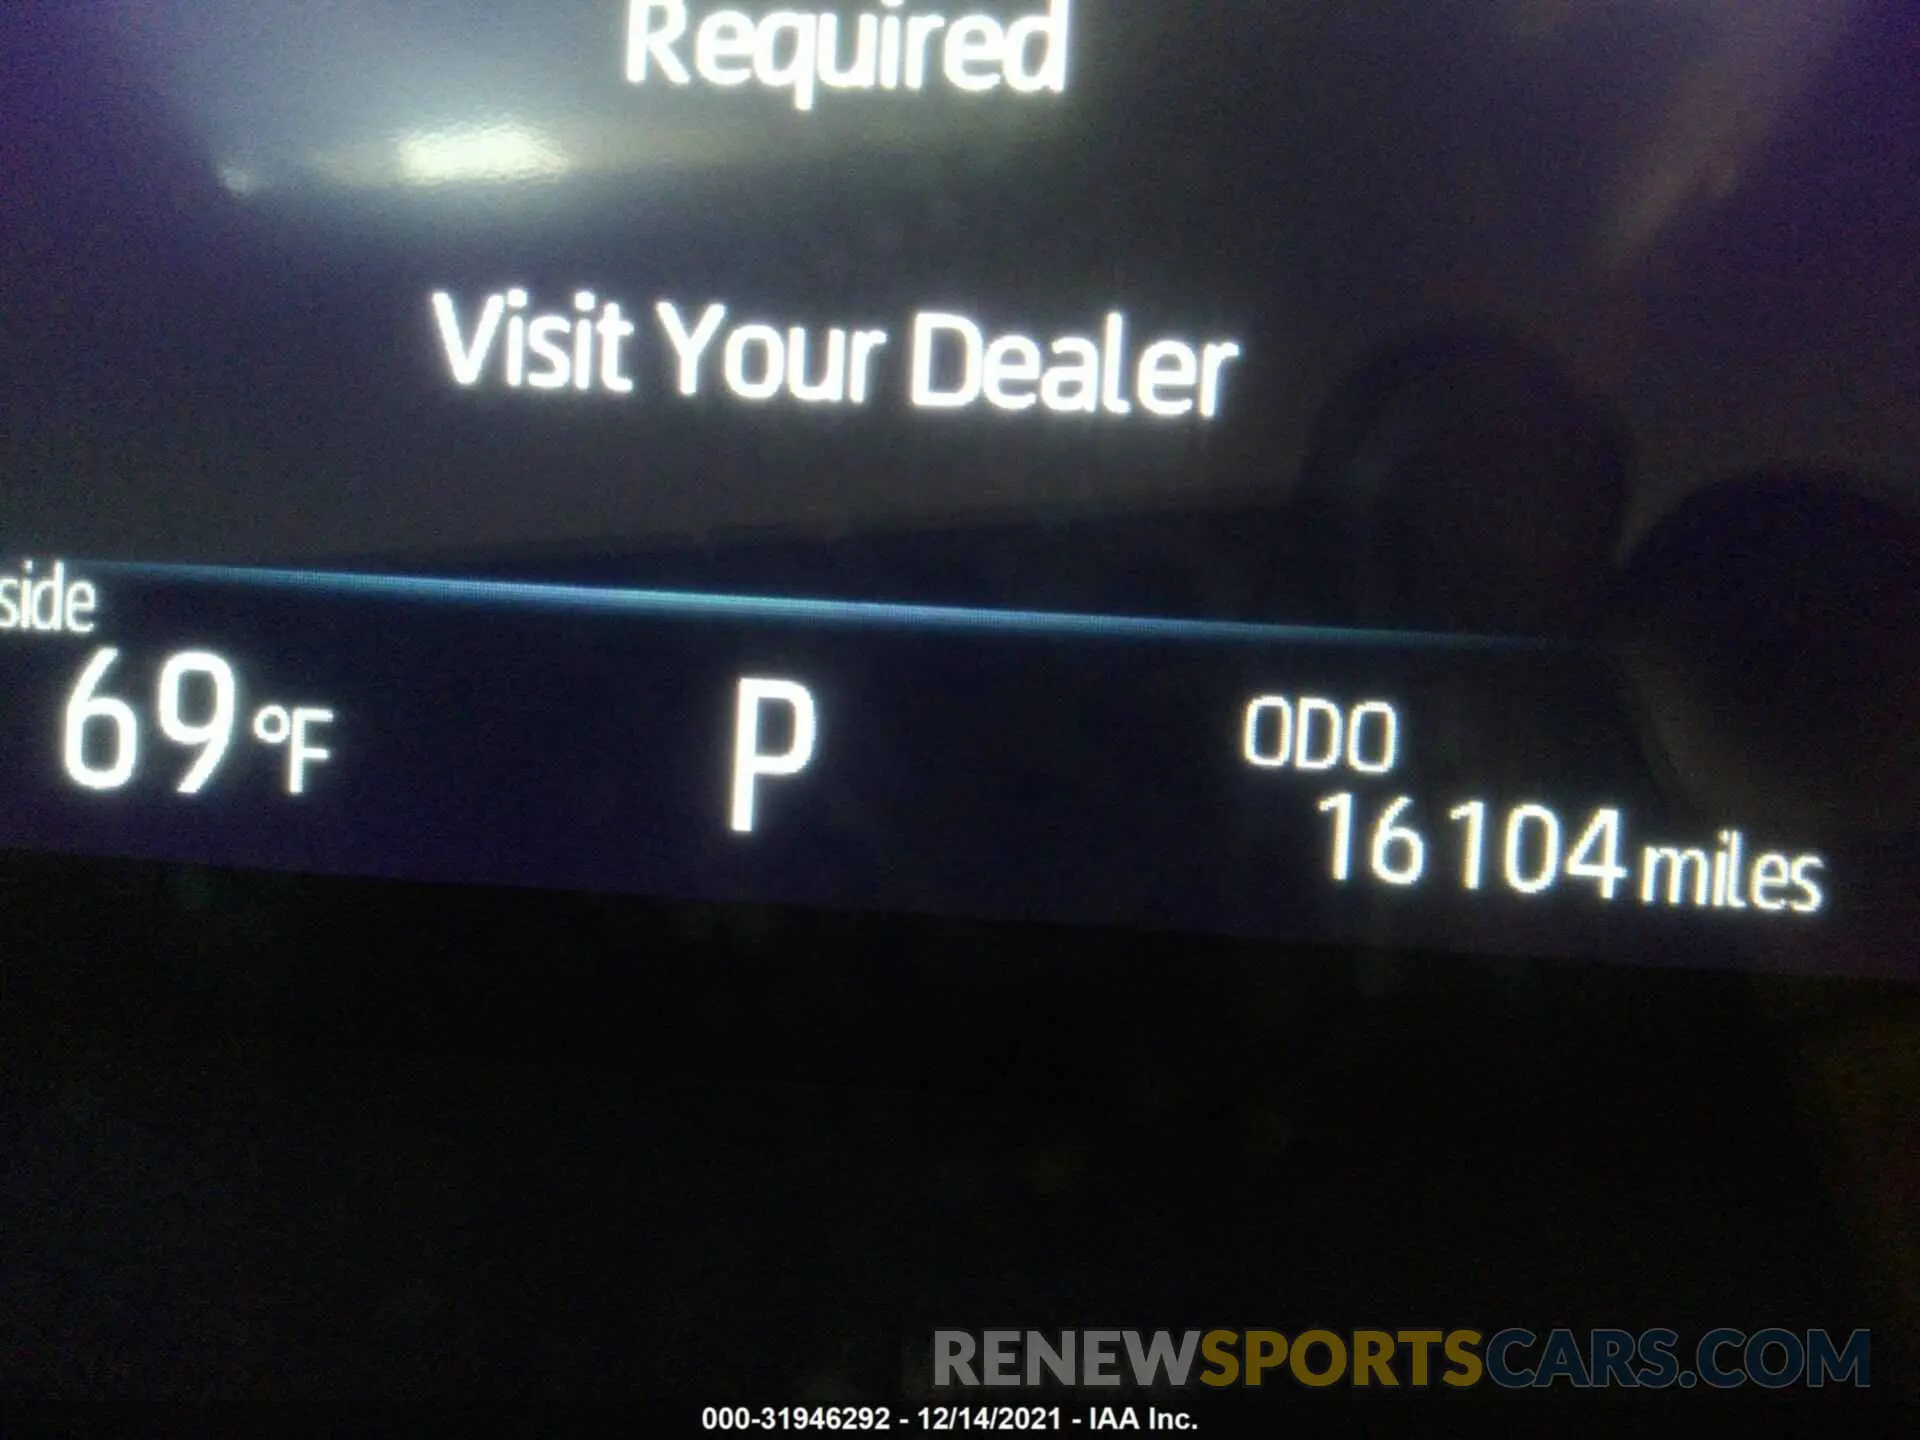 Required
Visit Your Dealer
side
69 °F
P
ODO
16104 miles
RENEWSPORTSCARS.COM
000-31946292 - 12/14/2021 - IAA Inc.